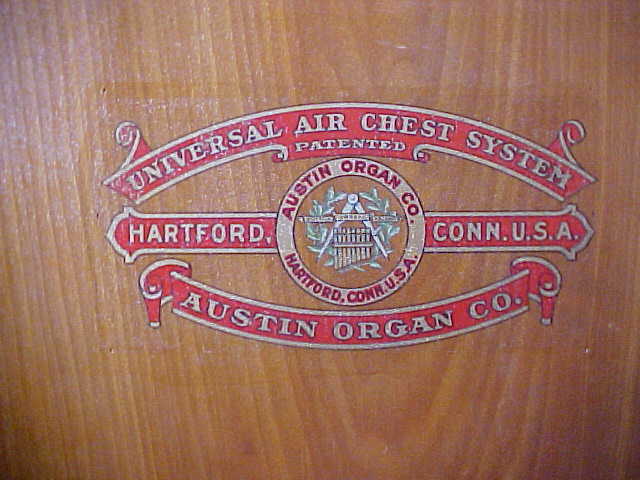 UNIVERSAL AIR CHEST SYSTEM
PATENTED
AUSTIN ORGAN CO.
HARTFORD, CONN. U.S.A.
HARTFORD, CONN. U.S.A.
AUSTIN ORGAN CO.